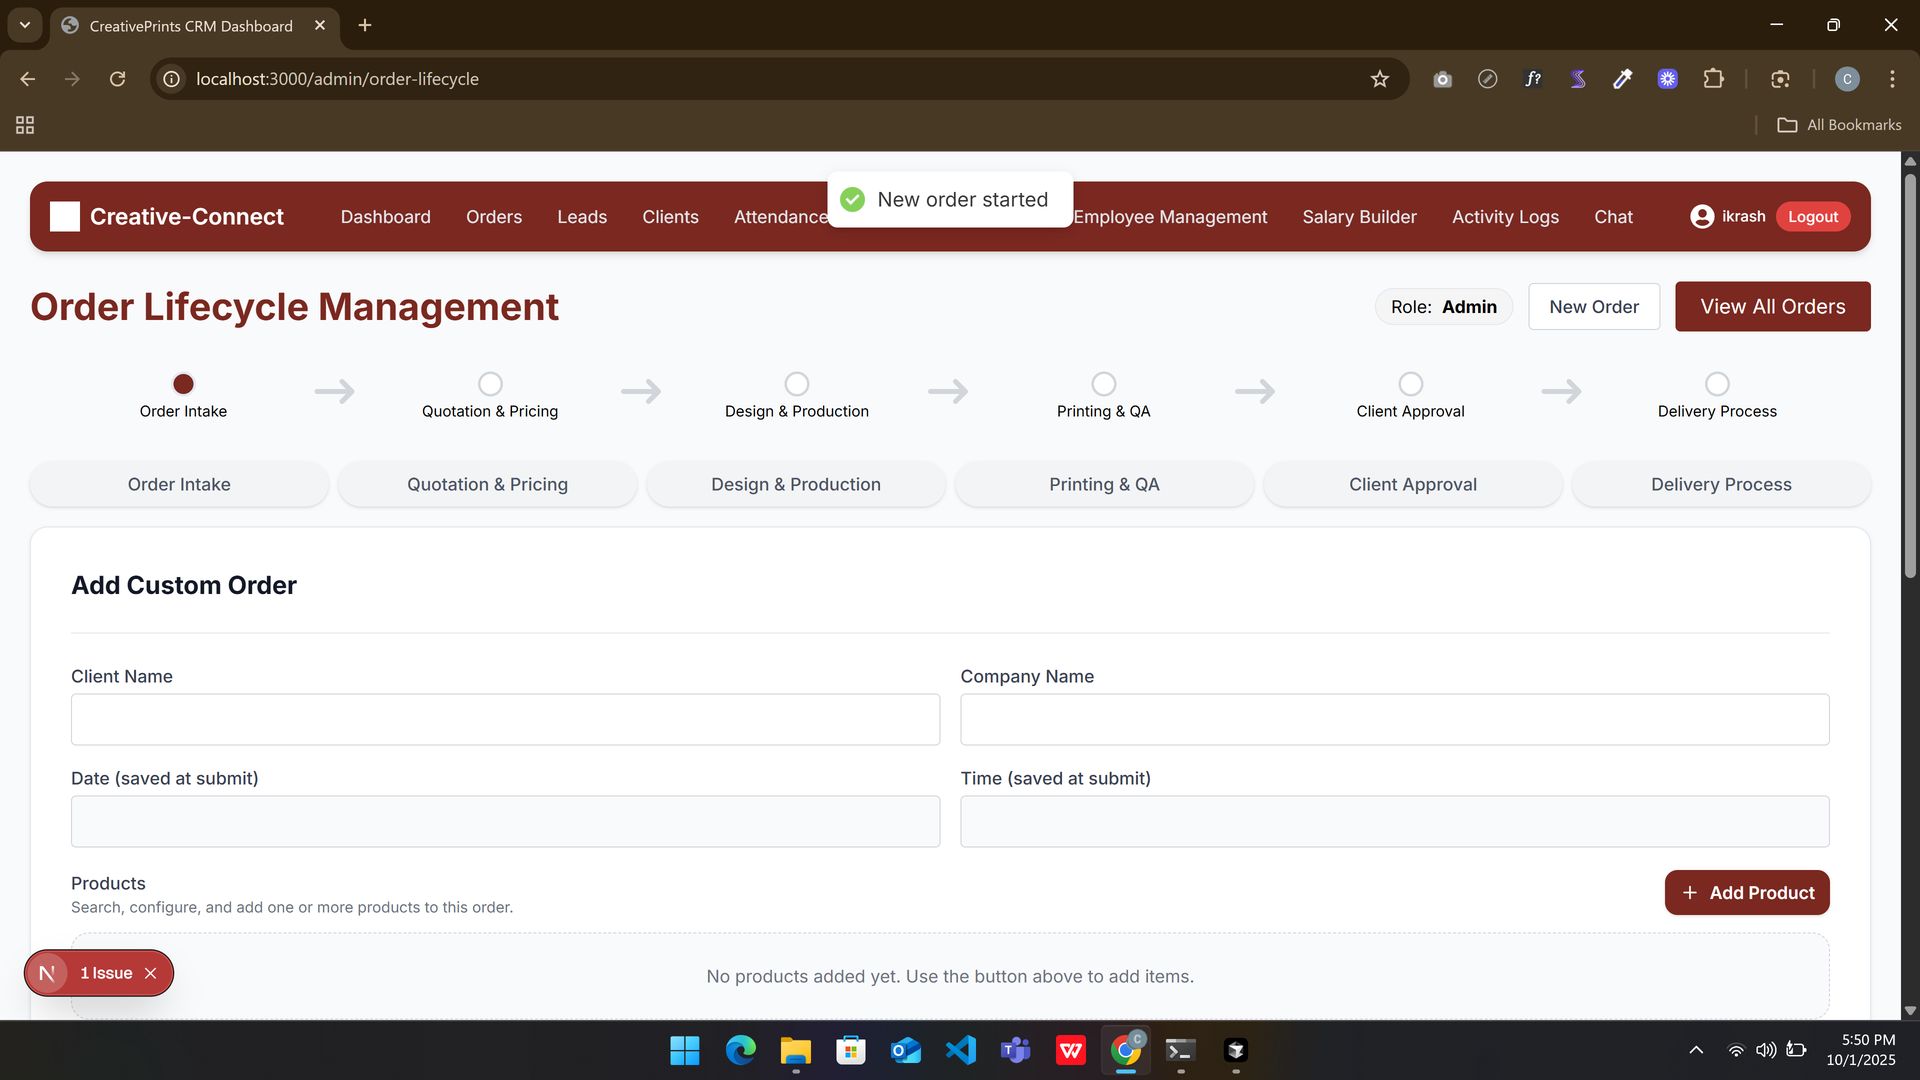 CreativePrints CRM Dashboard
localhost:3000/admin/order-lifecycle
f?
C
All Bookmarks
New order started
Creative-Connect
Dashboard
Orders
Leads
Clients
Attendance
Employee Management
Salary Builder
Activity Logs
Chat
ikrash
Logout
Order Lifecycle Management
Role: Admin
New Order
View All Orders
Order Intake
Quotation & Pricing
Design & Production
Printing & QA
Client Approval
Delivery Process
Order Intake
Quotation & Pricing
Design & Production
Printing & QA
Client Approval
Delivery Process
Add Custom Order
Client Name
Company Name
Date (saved at submit)
Time (saved at submit)
Products
Search, configure, and add one or more products to this order.
+ Add Product
No products added yet. Use the button above to add items.
N
1 Issue
C
5:50 PM
10/1/2025